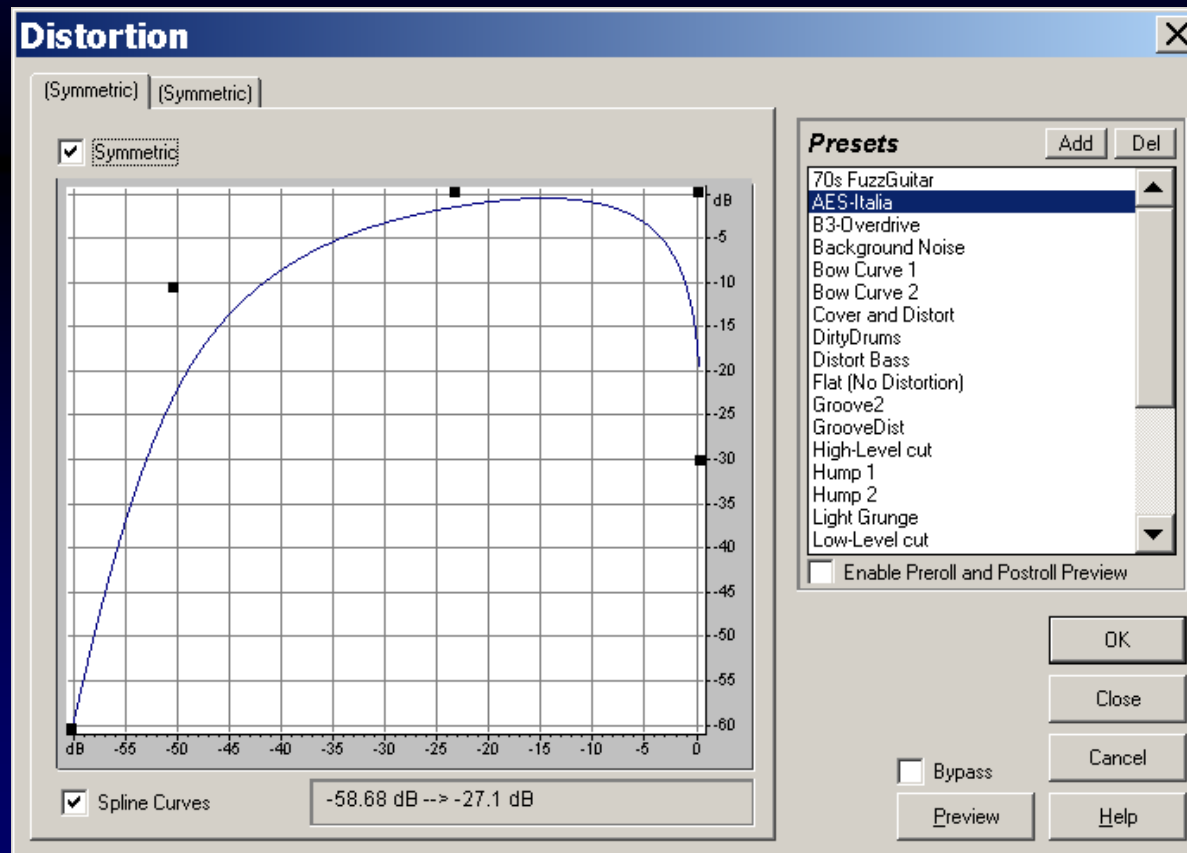 Distortion
(Symmetric) (Symmetric)
Symmetric
dB
-5
-10
-15
-20
-25
-30
-35
-40
-45
-50
-55
-60
dB -55 -50 -45 -40 -35 -30 -25 -20 -15 -10 -5 0
Spline Curves
-58.68 dB --> -27.1 dB
Presets Add Del
70s FuzzGuitar
AES-Italia
B3-Overdrive
Background Noise
Bow Curve 1
Bow Curve 2
Cover and Distort
DirtyDrums
Distort Bass
Flat (No Distortion)
Groove2
GrooveDist
High-Level cut
Hump 1
Hump 2
Light Grunge
Low-Level cut
Enable Preroll and Postroll Preview
OK
Close
Cancel
Bypass
Preview
Help